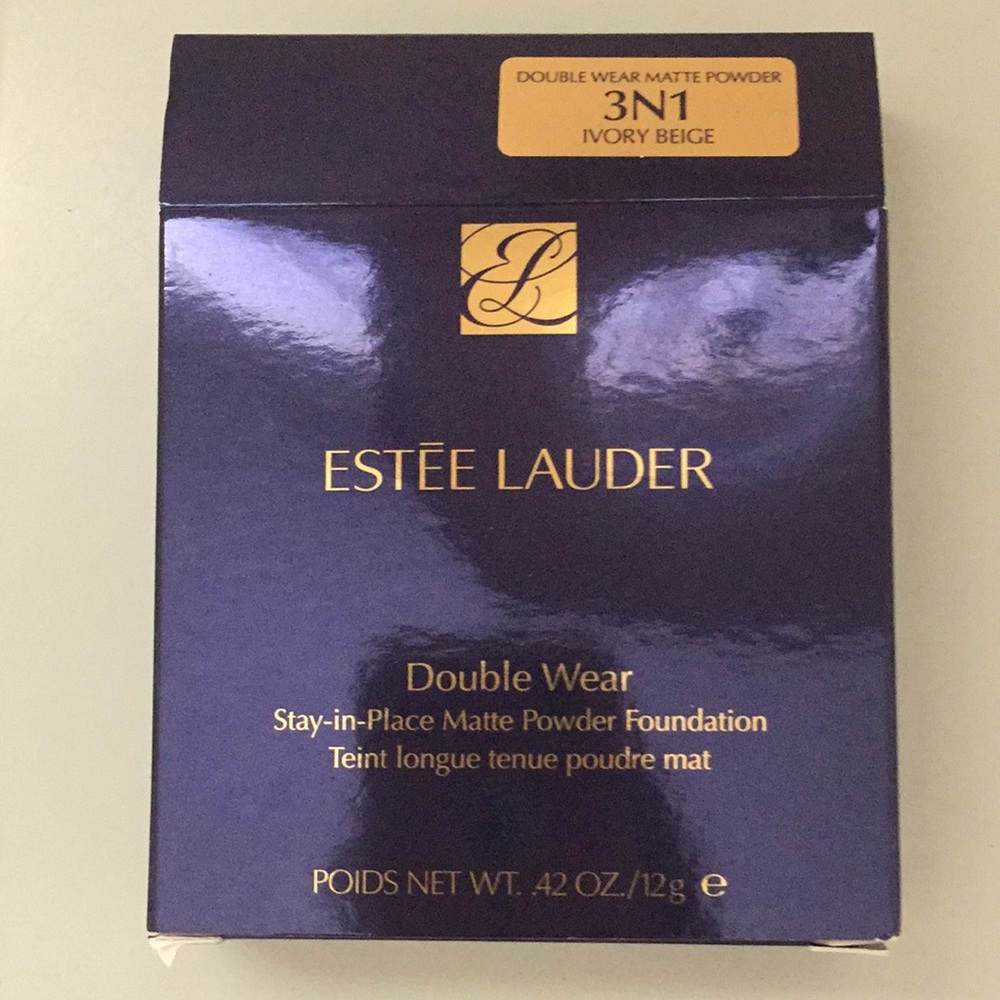 DOUBLE WEAR MATTE POWDER
3N1
IVORY BEIGE
EL
ESTĒE LAUDER
Double Wear
Stay-in-Place Matte Powder Foundation
Teint longue tenue poudre mat
POIDS NET WT. .42 OZ./12g ℮